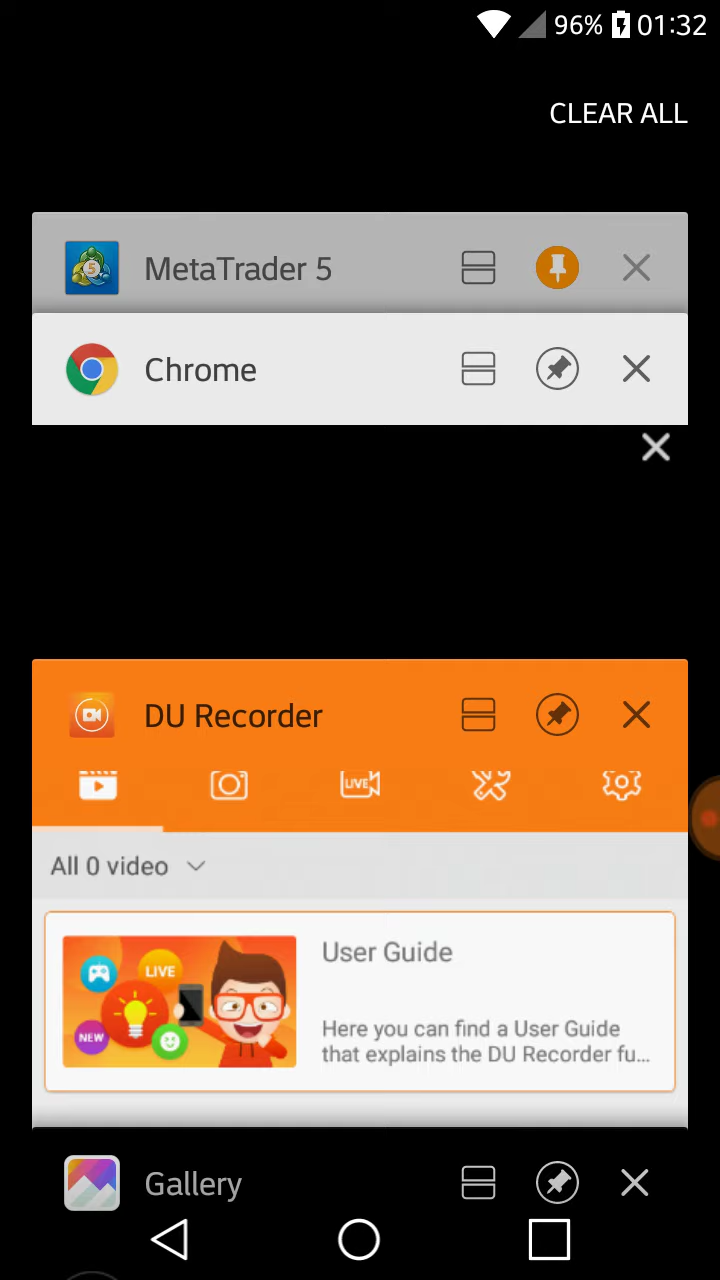 96% 01:32
CLEAR ALL
5 MetaTrader 5
Chrome
DU Recorder
LIVE
All 0 video
LIVE
NEW
User Guide
Here you can find a User Guide
that explains the DU Recorder fu...
Gallery